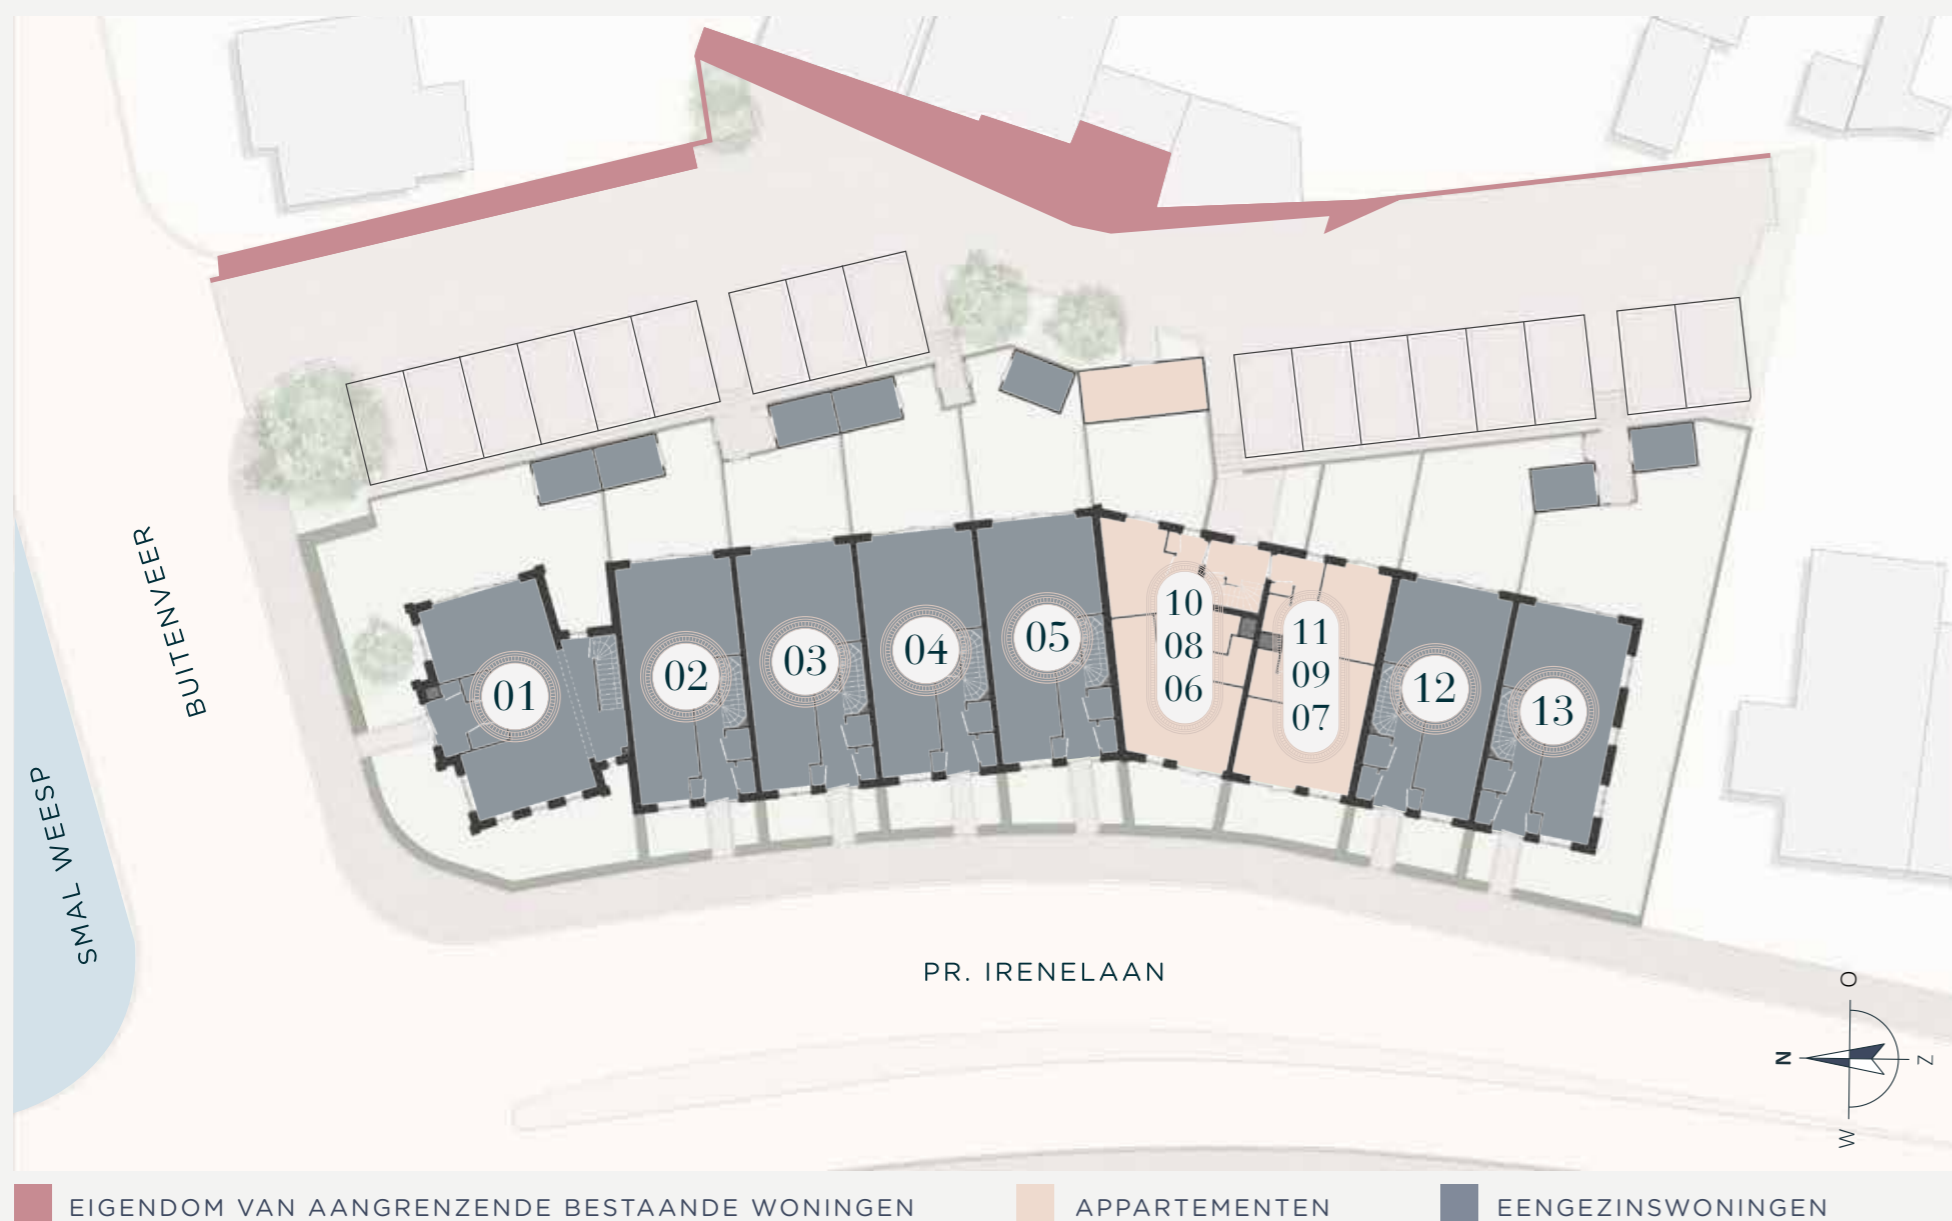 BUITENVEER
SMAL WEESP
01
02
03
04
05
10
08
06
11
09
07
12
13
PR. IRENELAAN
O
N
Z
W
EIGENDOM VAN AANGRENZENDE BESTAANDE WONINGEN
APPARTEMENTEN
EENGEZINSWONINGEN